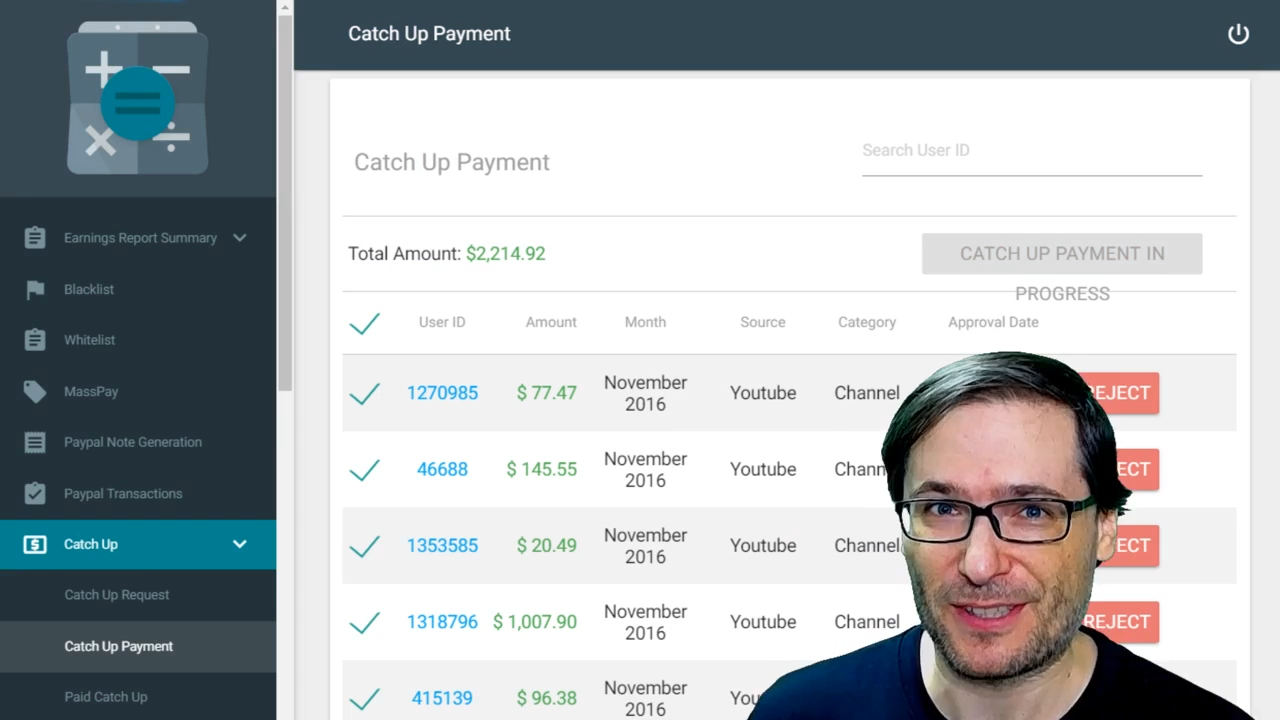 Catch Up Payment
Earnings Report Summary
Blacklist
Whitelist
MassPay
Paypal Note Generation
Paypal Transactions
Catch Up
Catch Up Request
Catch Up Payment
Paid Catch Up
Catch Up Payment
Search User ID
Total Amount: $2,214.92
CATCH UP PAYMENT IN
PROGRESS
User ID Amount Month Source Category Approval Date
1270985 $ 77.47 November 2016 Youtube Channel
46688 $ 145.55 November 2016 Youtube
1353585 $ 20.49 November 2016 Youtube Channel
1318796 $ 1,007.90 November 2016 Youtube Channel REJECT
415139 $ 96.38 November 2016